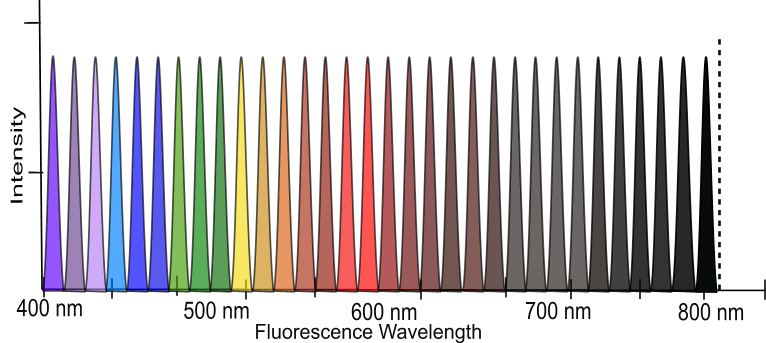 Intensity
400 nm 500 nm 600 nm 700 nm 800 nm
Fluorescence Wavelength